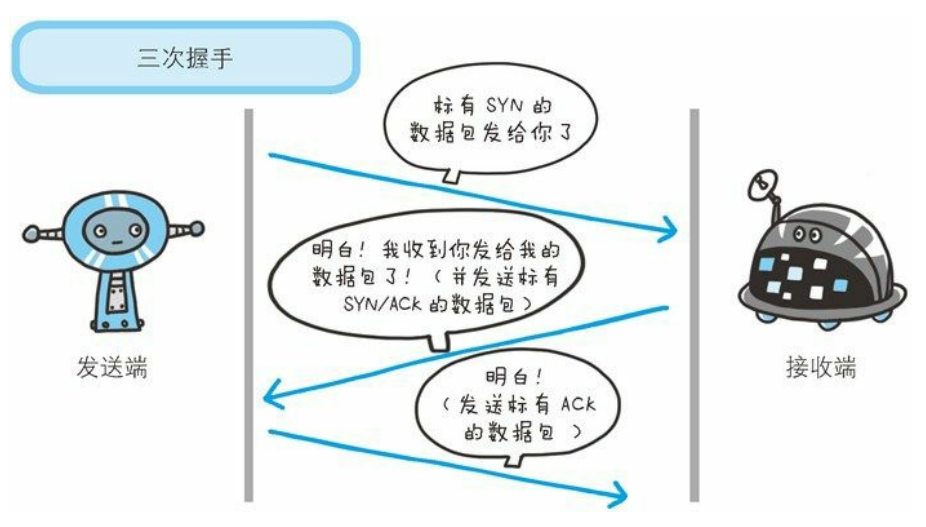 三次握手
标有 SYN 的
数据包发给你了
明白！我收到你发给我的
数据包了！（并发送标有
SYN/ACK 的数据包）
发送端
接收端
明白！
（发送标有 ACK
的数据包）